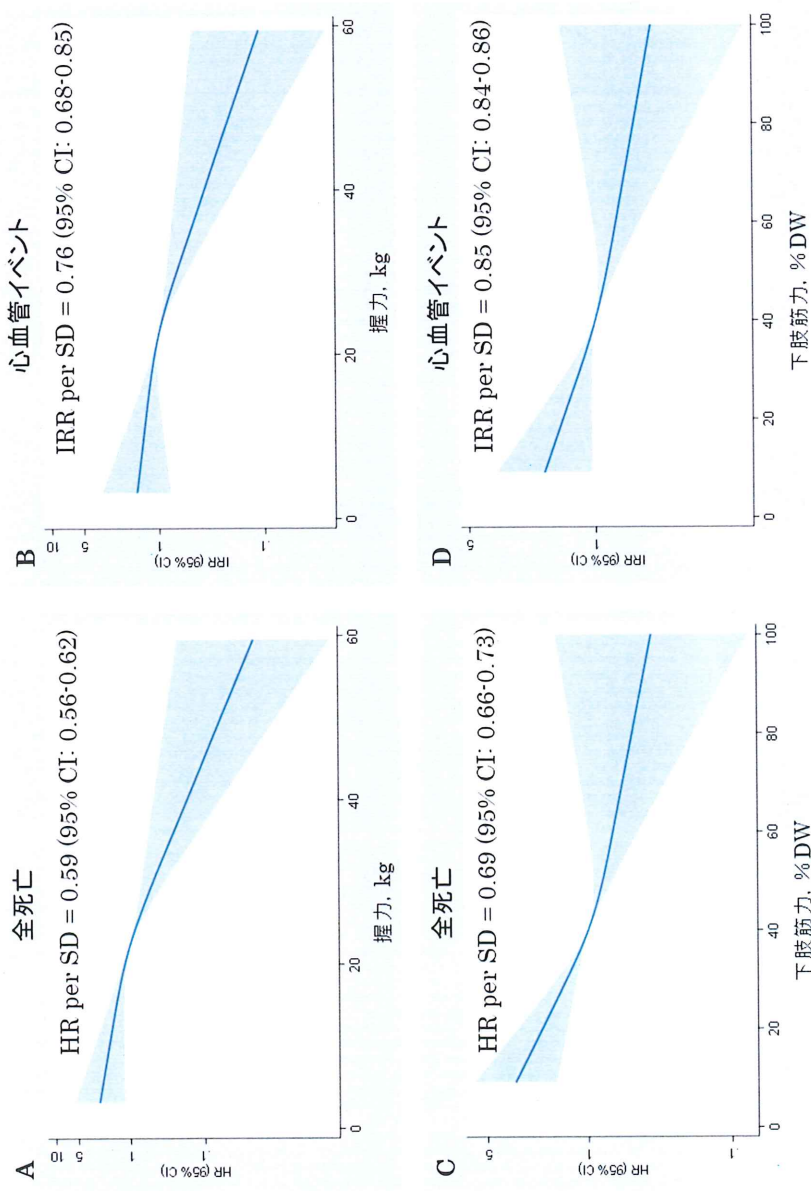 A
全死亡
HR per SD = 0.59 (95% CI: 0.56-0.62)
HR (95% CI)
10
5
1
.1
0
20
40
60
握力, kg
B
心血管イベント
IRR per SD = 0.76 (95% CI: 0.68-0.85)
IRR (95% CI)
10
5
1
.1
0
20
40
60
握力, kg
C
全死亡
HR per SD = 0.69 (95% CI: 0.66-0.73)
HR (95% CI)
5
1
.1
0
20
40
60
80
100
下肢筋力, %DW
D
心血管イベント
IRR per SD = 0.85 (95% CI: 0.84-0.86)
IRR (95% CI)
5
1
0
20
40
60
80
100
下肢筋力, %DW